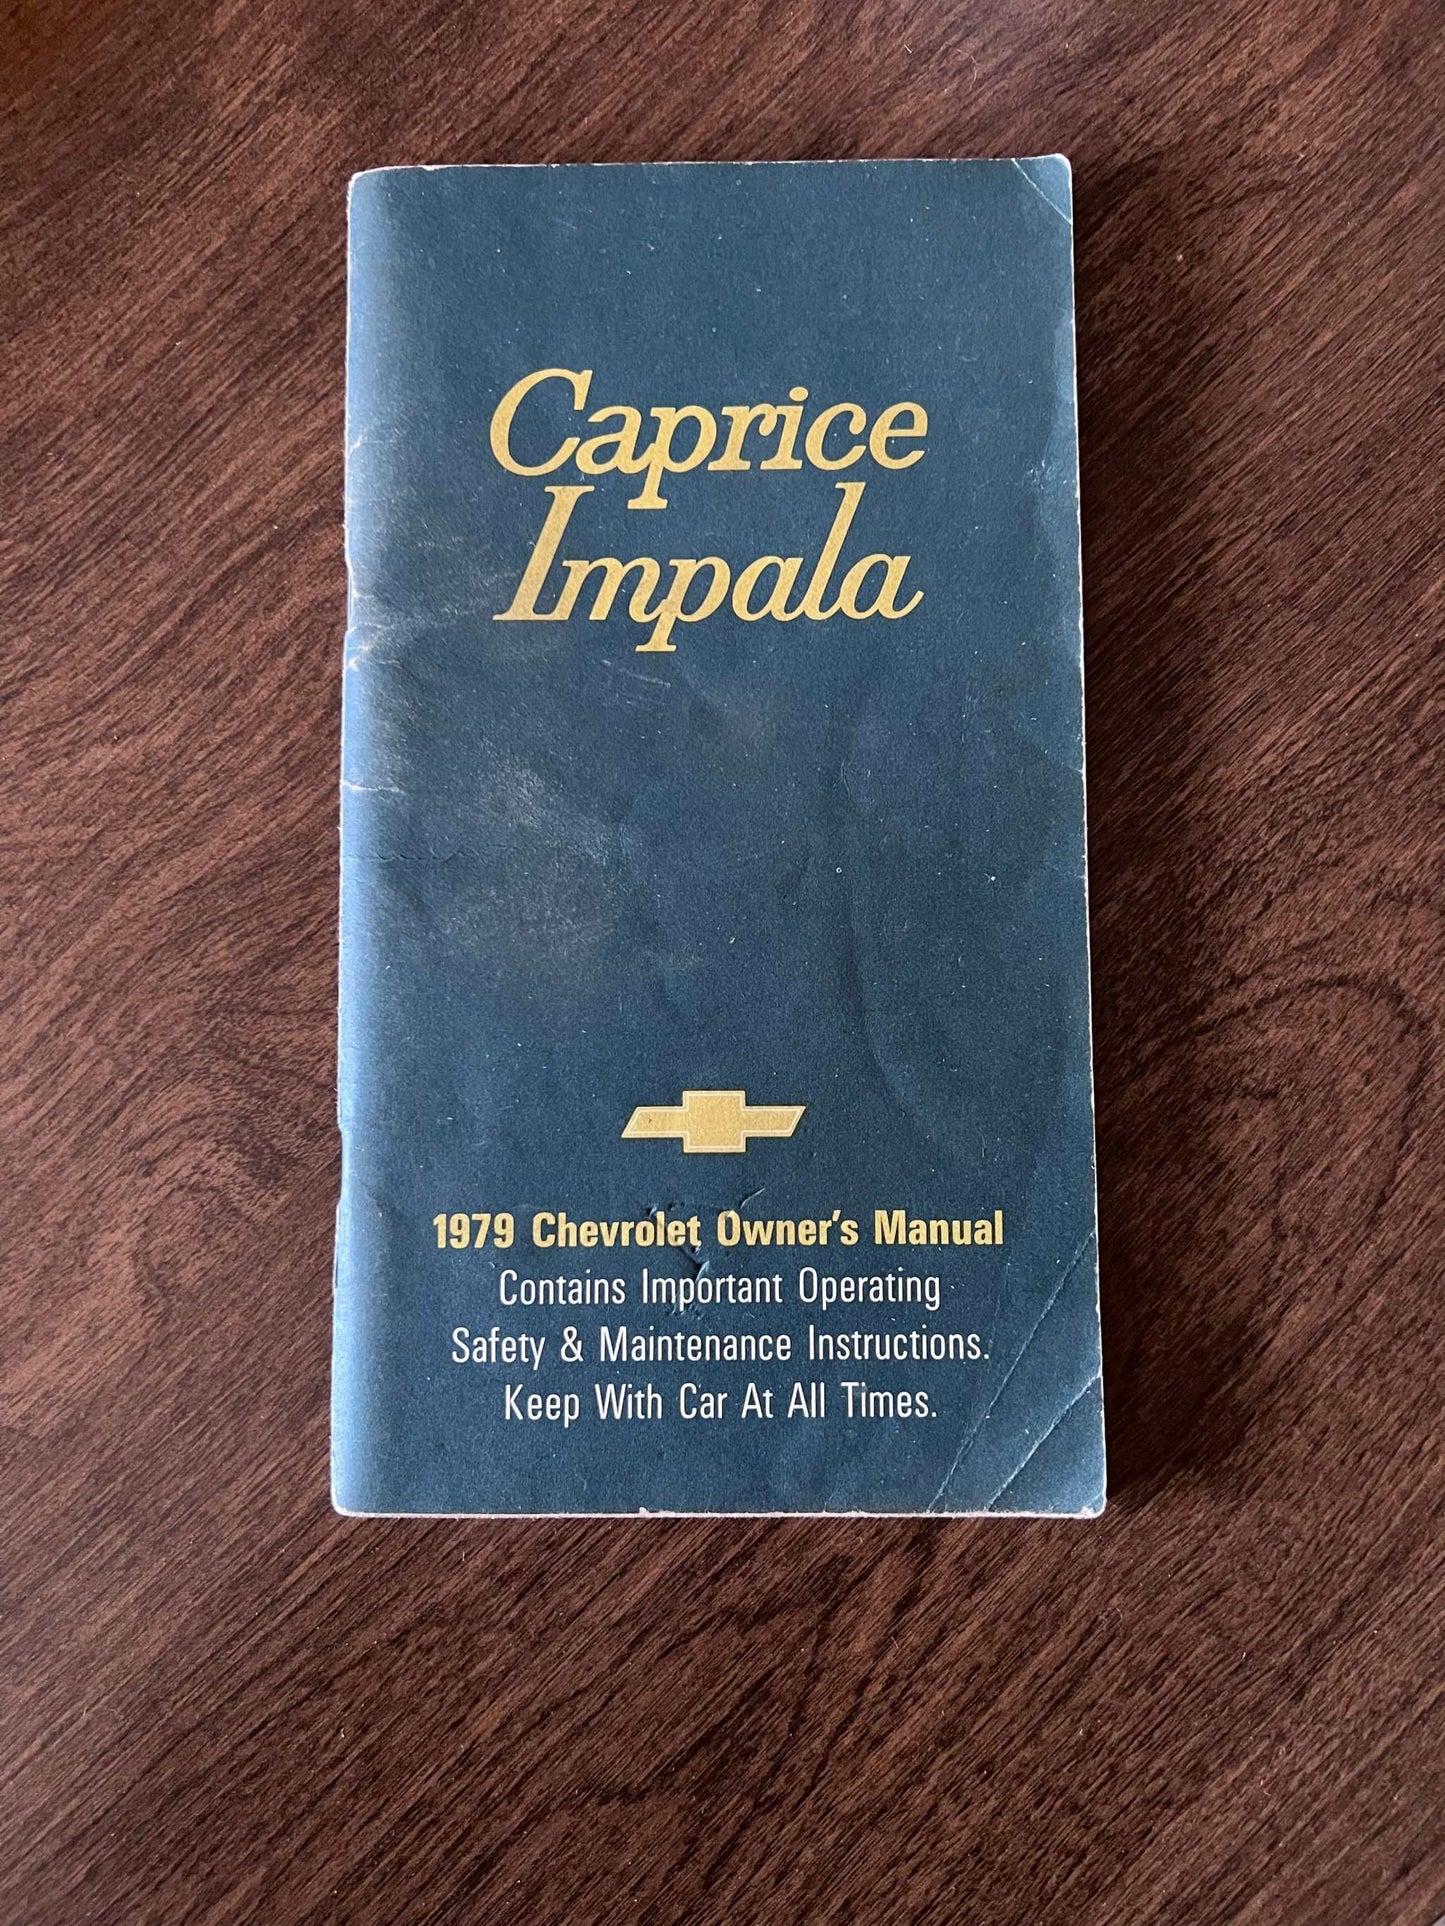 Caprice
Impala
1979 Chevrolet Owner's Manual
Contains Important Operating
Safety & Maintenance Instructions.
Keep With Car At All Times.